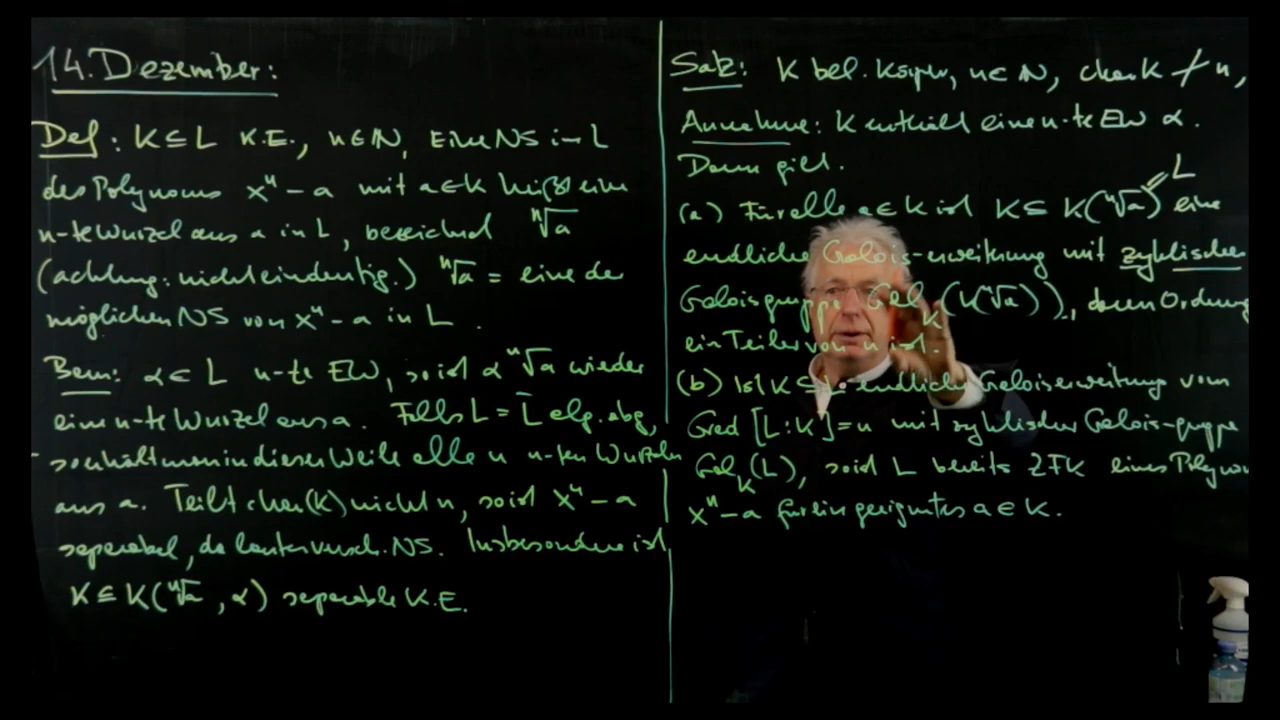 14. Dezember:
Def: K ⊆ L K.E., n ∈ ℕ, Eine NS in L
des Polynoms xⁿ - a mit a ∈ K heißt eine
n-te Wurzel aus a in L, bezeichnet ⁿ√a
(achtung: nicht eindeutig.) ⁿ√a = eine der
möglichen NS von xⁿ - a in L.
Bem: α ∈ L n-te EW, so ist α ⁿ√a wieder
eine n-te Wurzel aus a. Falls L = L̄ alg. abg,
so erhält man in dieser Weise alle n n-ten Wurzeln
aus a. Teilt char(K) nicht n, so ist xⁿ - a
separabel, da lauter versch. NS. Insbesondere ist
K ⊆ K(ⁿ√a, α) separable K.E.
Satz: K bel. Körper, n ∈ ℕ, char K ∤ n,
Annahme: K enthält eine n-te EW α.
Dann gilt.
(a) Für alle a ∈ K ist K ⊆ K(ⁿ√a) = L eine
endliche Galois-erweiterung mit zyklischer
Galoisgruppe Gal_K(K(ⁿ√a)), deren Ordnung
ein Teiler von n ist.
(b) Ist K ⊆ L endliche Galoiserweiterung vom
Grad [L:K] = n mit zyklischer Galois-gruppe
Gal_K(L), so ist L bereits ZFK eines Polynoms
xⁿ - a für ein geeignetes a ∈ K.